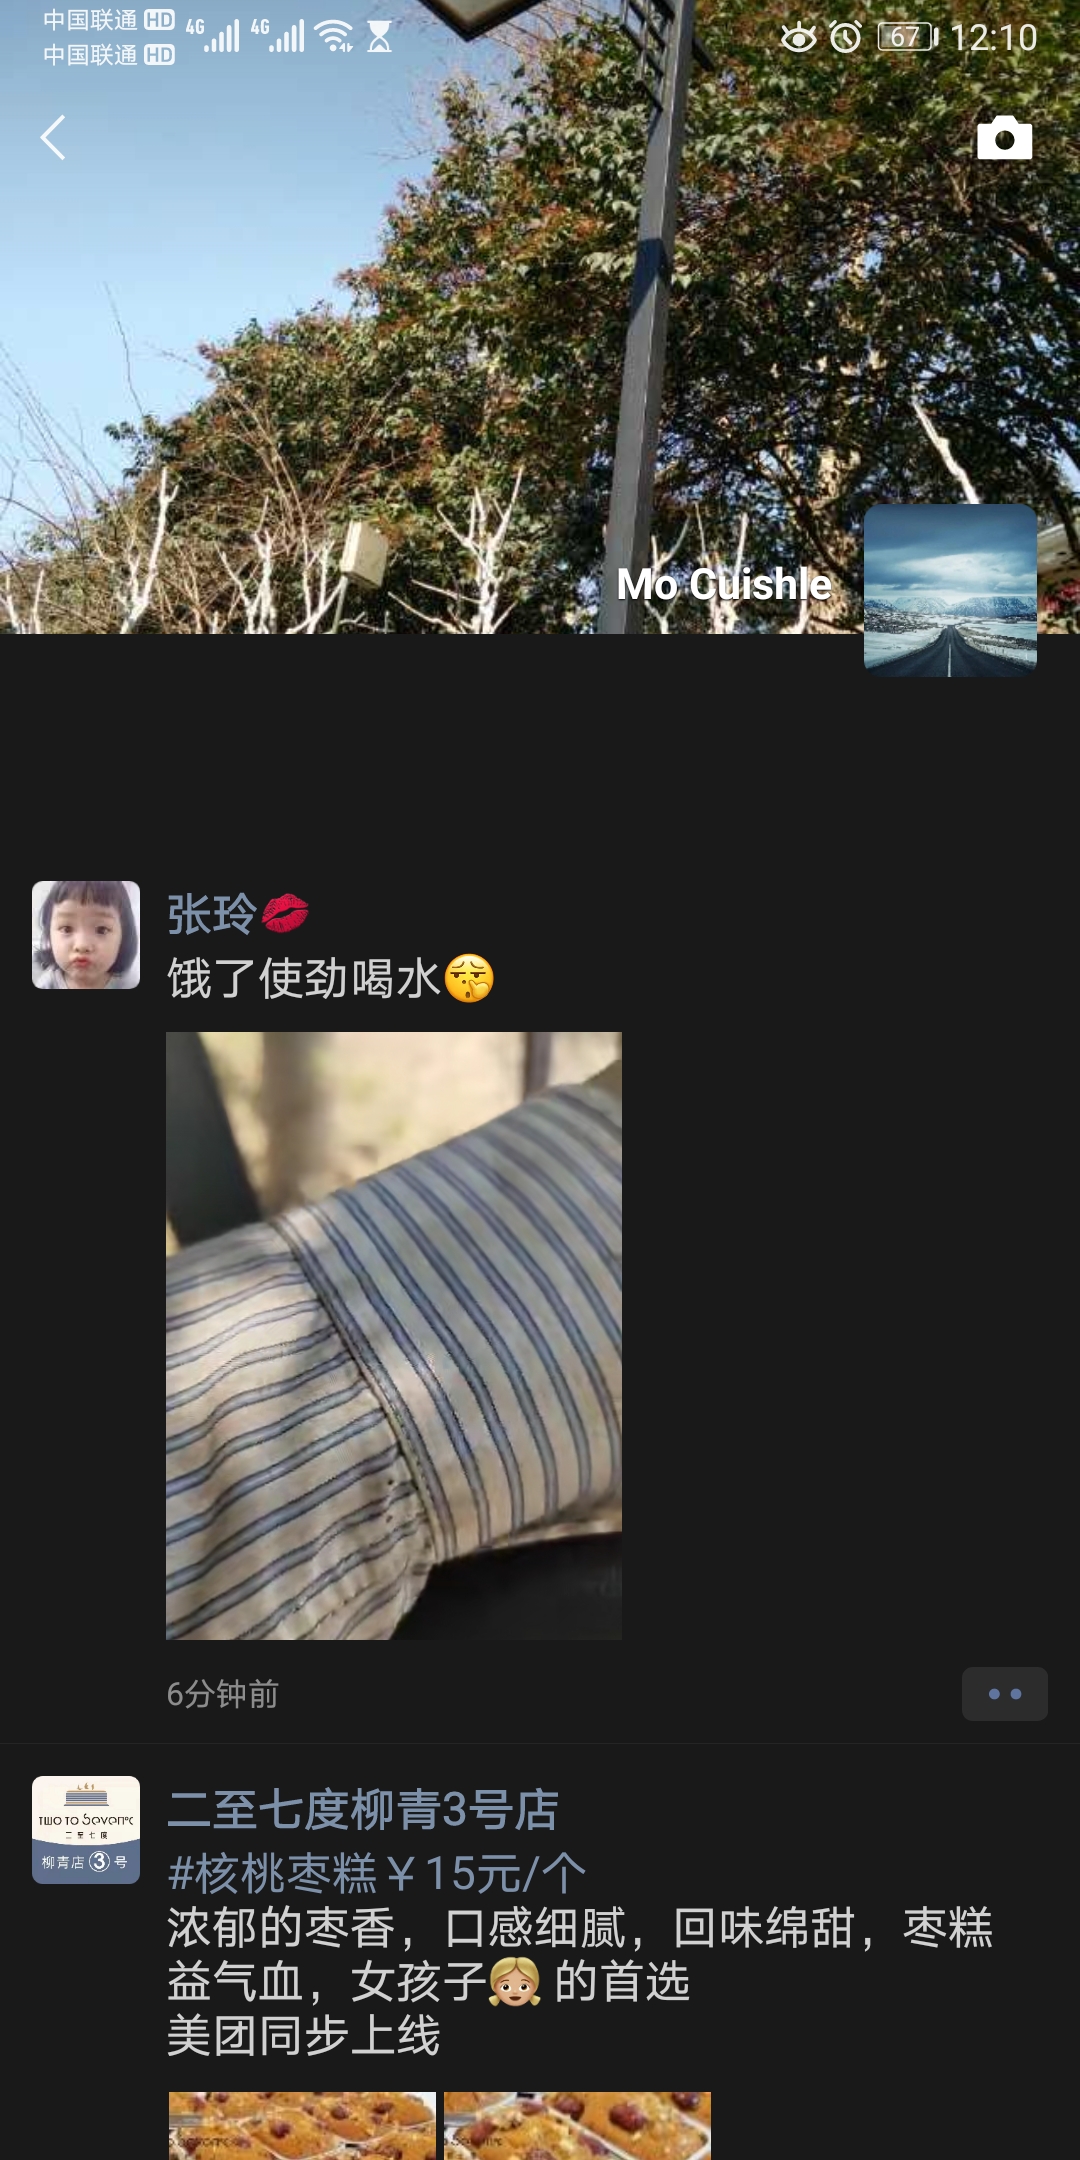 中国联通 HD 4G 4G 67 12:10
中国联通 HD
Mo Cuishle
张玲💋
饿了使劲喝水
6分钟前
二至七度柳青3号店
TWO TO Seven°C
二至七度
柳青店3号
#核桃枣糕￥15元/个
浓郁的枣香，口感细腻，回味绵甜，枣糕
益气血，女孩子👧🏼 的首选
美团同步上线